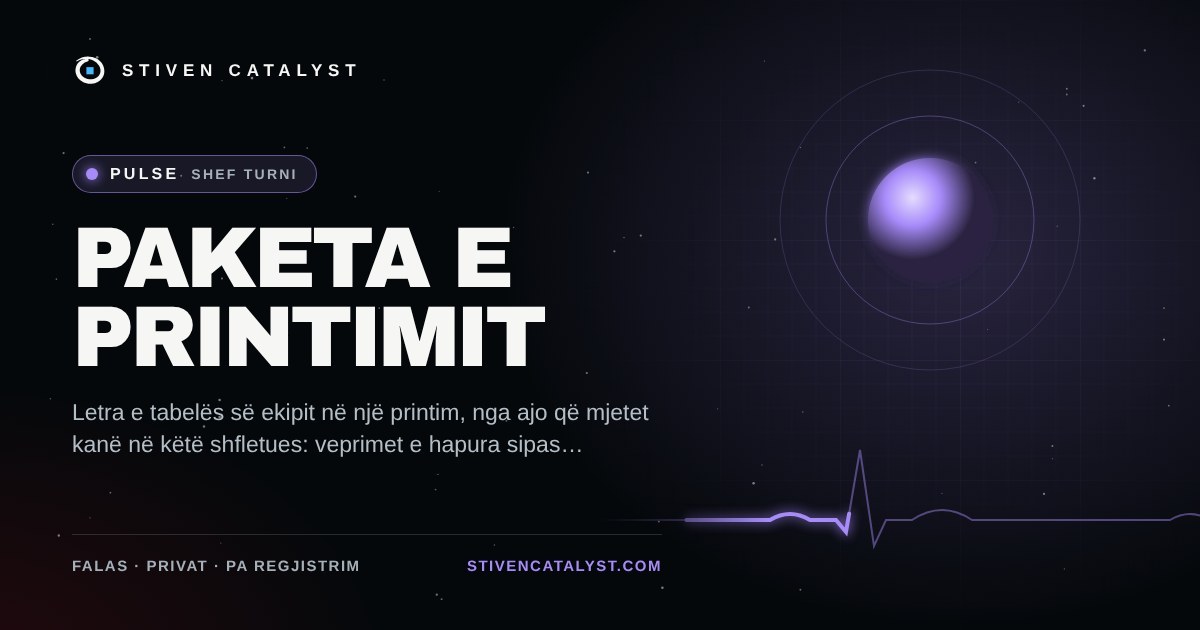 STIVEN CATALYST
PULSE · SHEF TURNI
PAKETA E
PRINTIMIT
Letra e tabelës së ekipit në një printim, nga ajo që mjetet
kanë në këtë shfletues: veprimet e hapura sipas…
FALAS · PRIVAT · PA REGJISTRIM
STIVENCATALYST.COM